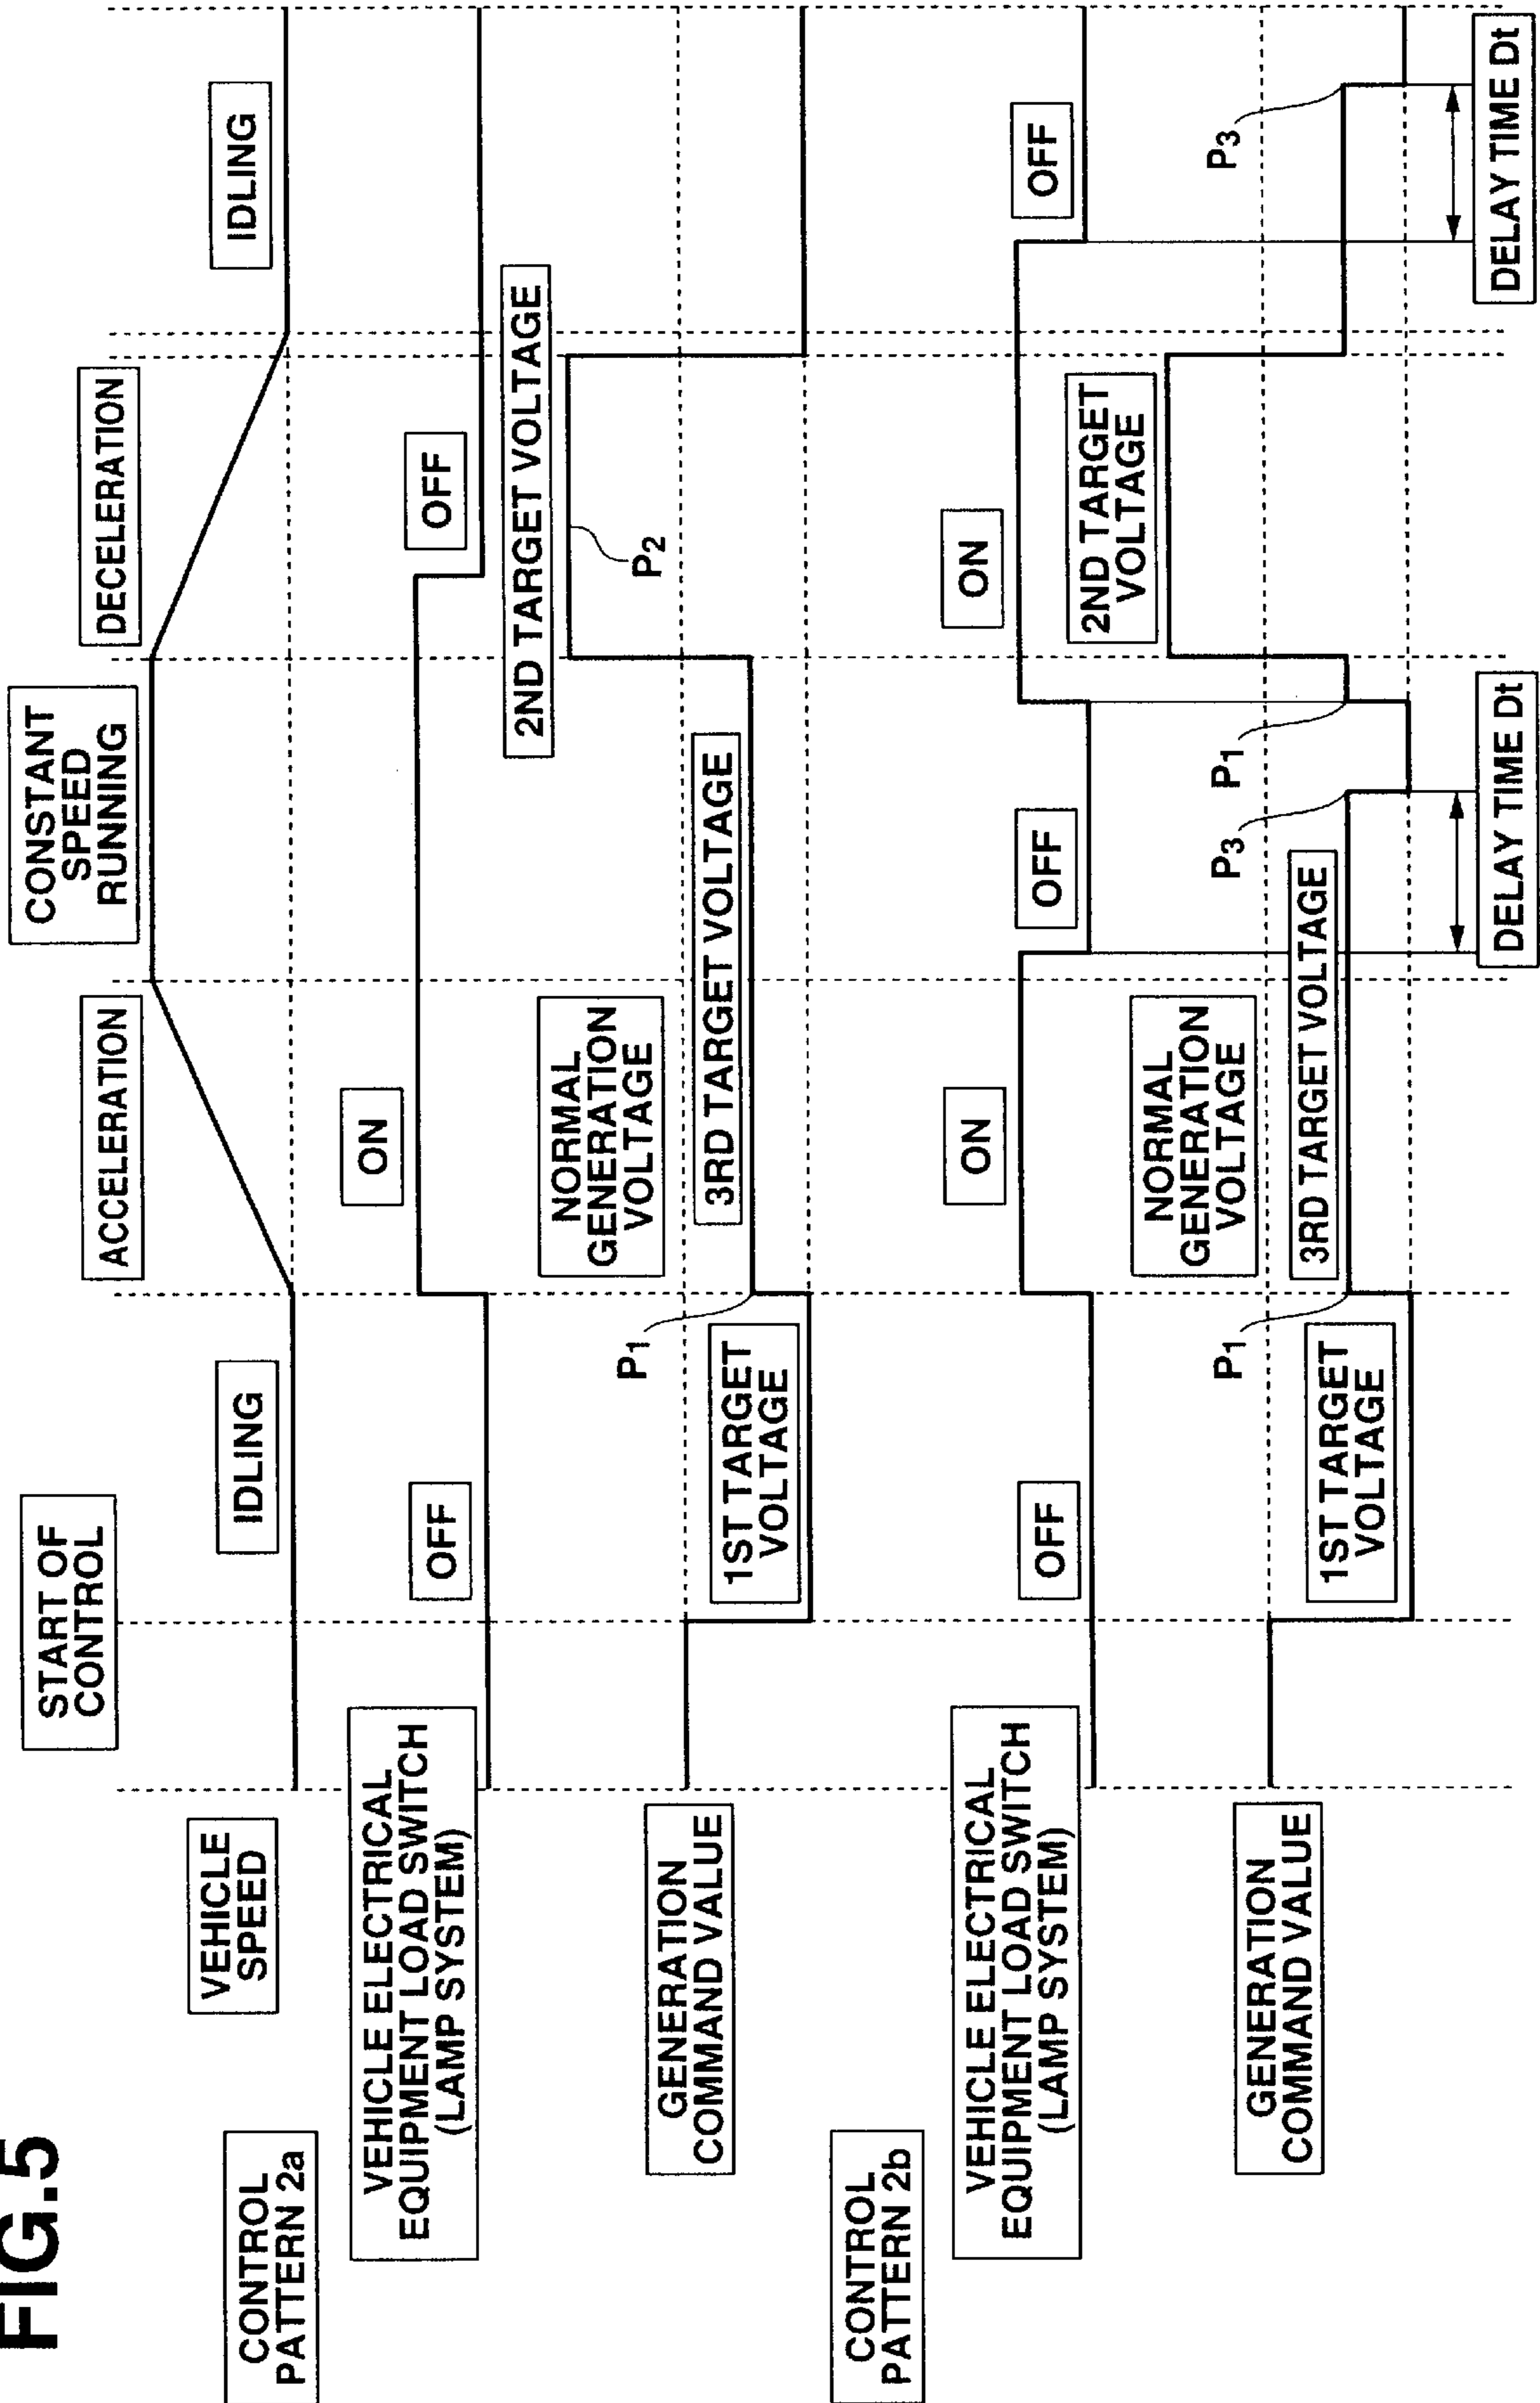 FIG.5
START OF
CONTROL
CONSTANT
SPEED
RUNNING
ACCELERATION
DECELERATION
VEHICLE
SPEED
IDLING
IDLING
CONTROL
PATTERN 2a
VEHICLE ELECTRICAL
EQUIPMENT LOAD SWITCH
(LAMP SYSTEM)
OFF
ON
OFF
GENERATION
COMMAND VALUE
1ST TARGET
VOLTAGE
P1
NORMAL
GENERATION
VOLTAGE
3RD TARGET VOLTAGE
2ND TARGET VOLTAGE
P2
CONTROL
PATTERN 2b
VEHICLE ELECTRICAL
EQUIPMENT LOAD SWITCH
(LAMP SYSTEM)
OFF
ON
OFF
ON
OFF
GENERATION
COMMAND VALUE
1ST TARGET
VOLTAGE
P1
NORMAL
GENERATION
VOLTAGE
3RD TARGET VOLTAGE
P3
P1
2ND TARGET
VOLTAGE
P3
DELAY TIME Dt
DELAY TIME Dt